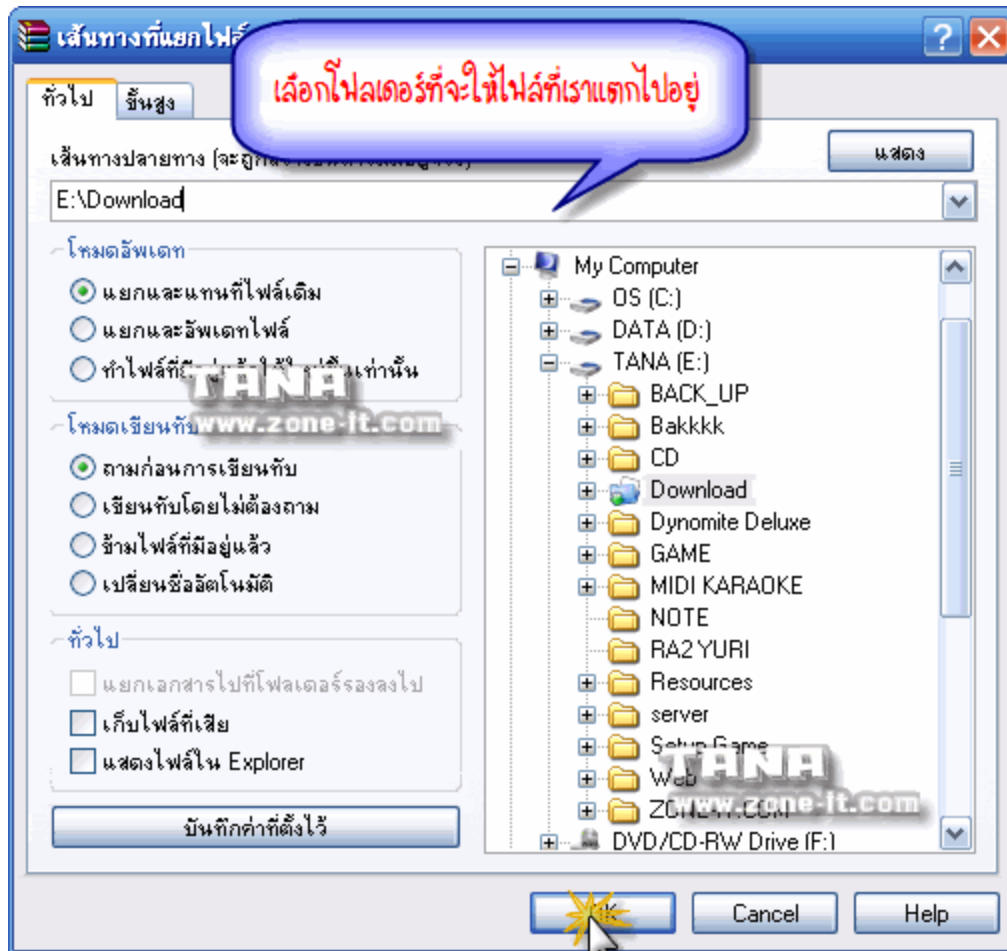 เส้นทางที่แยกไฟล์
เลือกโฟลเดอร์ที่จะให้ไฟล์ที่เราแตกไปอยู่
ทั่วไป
ขั้นสูง
เส้นทางปลายทาง
แสดง
E:\Download
โหมดอัพเดท
แยกและแทนที่ไฟล์เดิม
แยกและอัพเดทไฟล์
ทำไฟล์ที่ เท่านั้น
TANA
www.zone-it.com
โหมดเขียนทับ
ถามก่อนการเขียนทับ
เขียนทับโดยไม่ต้องถาม
ข้ามไฟล์ที่มีอยู่แล้ว
เปลี่ยนชื่ออัตโนมัติ
ทั่วไป
แยกเอกสารไปที่โฟลเดอร์รองลงไป
เก็บไฟล์ที่เสีย
แสดงไฟล์ใน Explorer
บันทึกค่าที่ตั้งไว้
My Computer
OS (C:)
DATA (D:)
TANA (E:)
BACK_UP
Bakkkk
CD
Download
Dynomite Deluxe
GAME
MIDI KARAOKE
NOTE
RA2 YURI
Resources
server
Setup Game
Web
ZONE-IT.COM
TANA
www.zone-it.com
DVD/CD-RW Drive (F:)
Cancel
Help